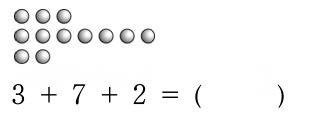 3 + 7 + 2 = (    )